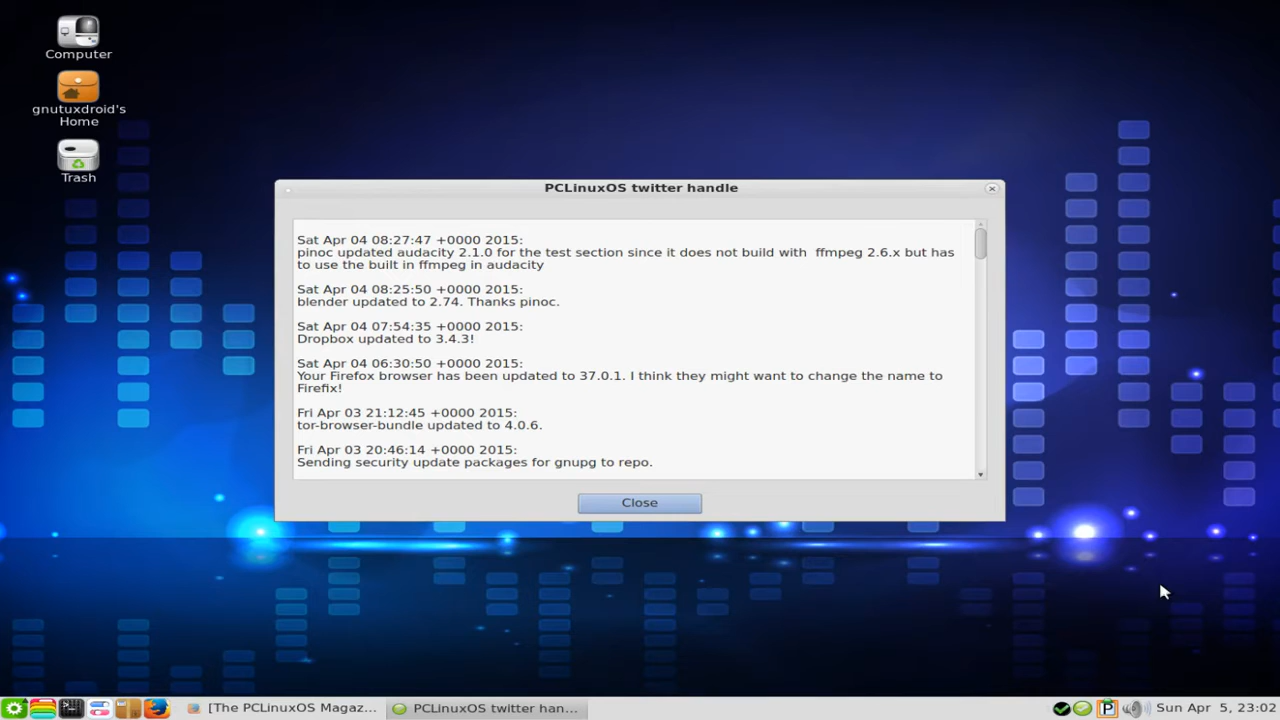 Computer
gnutuxdroid's
Home
Trash
PCLinuxOS twitter handle
Sat Apr 04 08:27:47 +0000 2015:
pinoc updated audacity 2.1.0 for the test section since it does not build with  ffmpeg 2.6.x but has
to use the built in ffmpeg in audacity
Sat Apr 04 08:25:50 +0000 2015:
blender updated to 2.74. Thanks pinoc.
Sat Apr 04 07:54:35 +0000 2015:
Dropbox updated to 3.4.3!
Sat Apr 04 06:30:50 +0000 2015:
Your Firefox browser has been updated to 37.0.1. I think they might want to change the name to
Firefix!
Fri Apr 03 21:12:45 +0000 2015:
tor-browser-bundle updated to 4.0.6.
Fri Apr 03 20:46:14 +0000 2015:
Sending security update packages for gnupg to repo.
Close
[The PCLinuxOS Magaz...
PCLinuxOS twitter han...
P
Sun Apr  5, 23:02